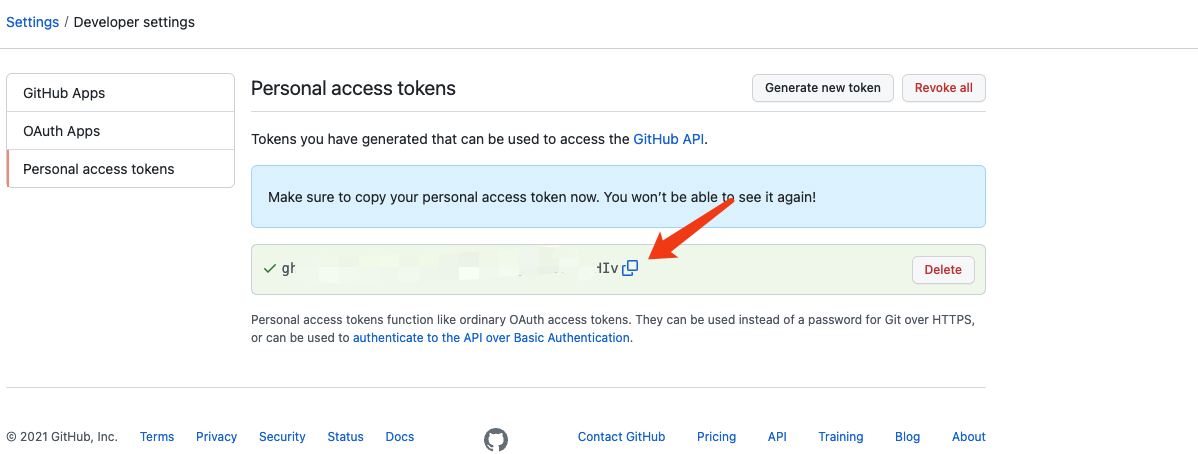 Settings / Developer settings
GitHub Apps
OAuth Apps
Personal access tokens
Personal access tokens
Generate new token
Revoke all
Tokens you have generated that can be used to access the GitHub API.
Make sure to copy your personal access token now. You won't be able to see it again!
Delete
Personal access tokens function like ordinary OAuth access tokens. They can be used instead of a password for Git over HTTPS,
or can be used to authenticate to the API over Basic Authentication.
© 2021 GitHub, Inc.
Terms
Privacy
Security
Status
Docs
Contact GitHub
Pricing
API
Training
Blog
About